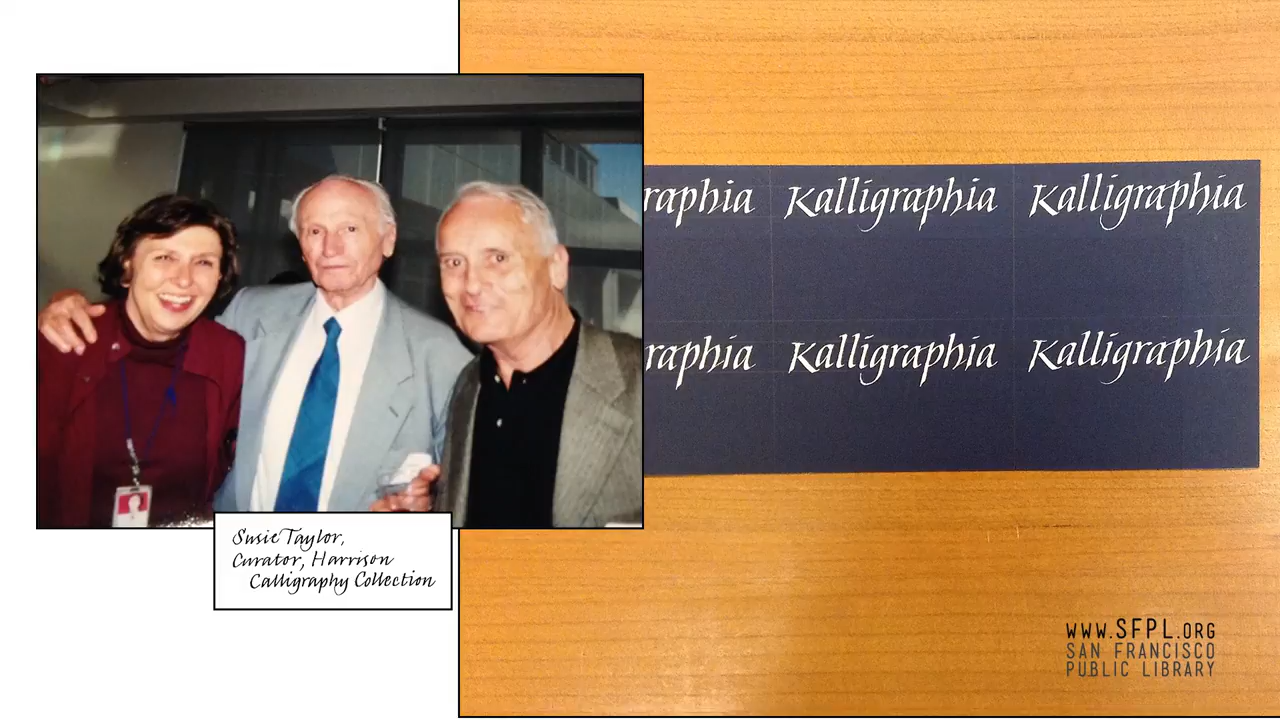 Susie Taylor,
Curator, Harrison
Calligraphy Collection
raphia Kalligraphia Kalligraphia
raphia Kalligraphia Kalligraphia
www.SFPL.ORG
SAN FRANCISCO
PUBLIC LIBRARY